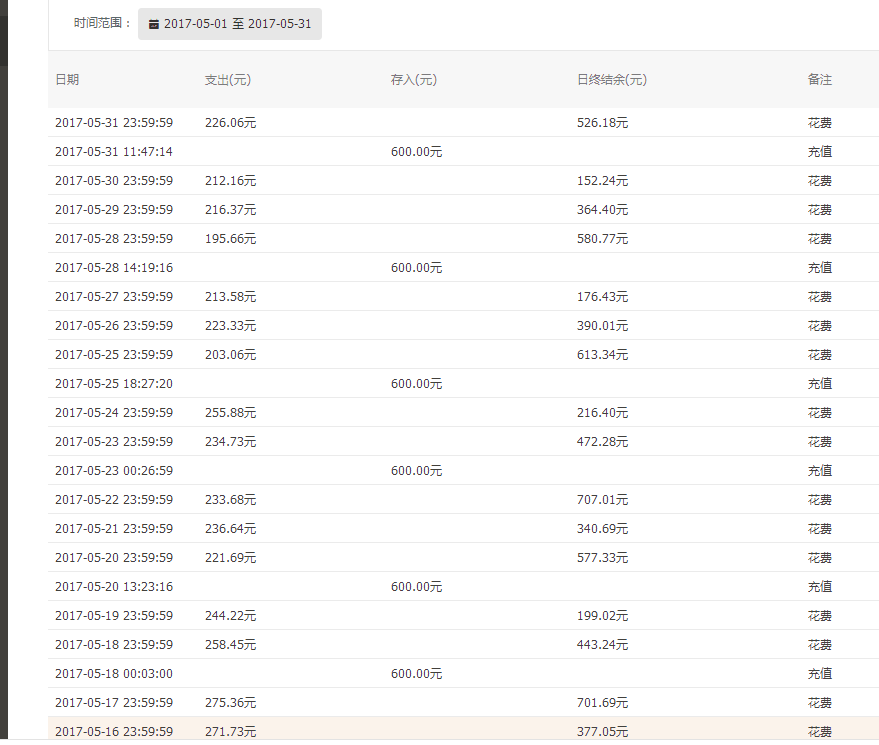 时间范围： 2017-05-01 至 2017-05-31
日期 支出(元) 存入(元) 日终结余(元) 备注
2017-05-31 23:59:59 226.06元 526.18元 花费
2017-05-31 11:47:14 600.00元 充值
2017-05-30 23:59:59 212.16元 152.24元 花费
2017-05-29 23:59:59 216.37元 364.40元 花费
2017-05-28 23:59:59 195.66元 580.77元 花费
2017-05-28 14:19:16 600.00元 充值
2017-05-27 23:59:59 213.58元 176.43元 花费
2017-05-26 23:59:59 223.33元 390.01元 花费
2017-05-25 23:59:59 203.06元 613.34元 花费
2017-05-25 18:27:20 600.00元 充值
2017-05-24 23:59:59 255.88元 216.40元 花费
2017-05-23 23:59:59 234.73元 472.28元 花费
2017-05-23 00:26:59 600.00元 充值
2017-05-22 23:59:59 233.68元 707.01元 花费
2017-05-21 23:59:59 236.64元 340.69元 花费
2017-05-20 23:59:59 221.69元 577.33元 花费
2017-05-20 13:23:16 600.00元 充值
2017-05-19 23:59:59 244.22元 199.02元 花费
2017-05-18 23:59:59 258.45元 443.24元 花费
2017-05-18 00:03:00 600.00元 充值
2017-05-17 23:59:59 275.36元 701.69元 花费
2017-05-16 23:59:59 271.73元 377.05元 花费